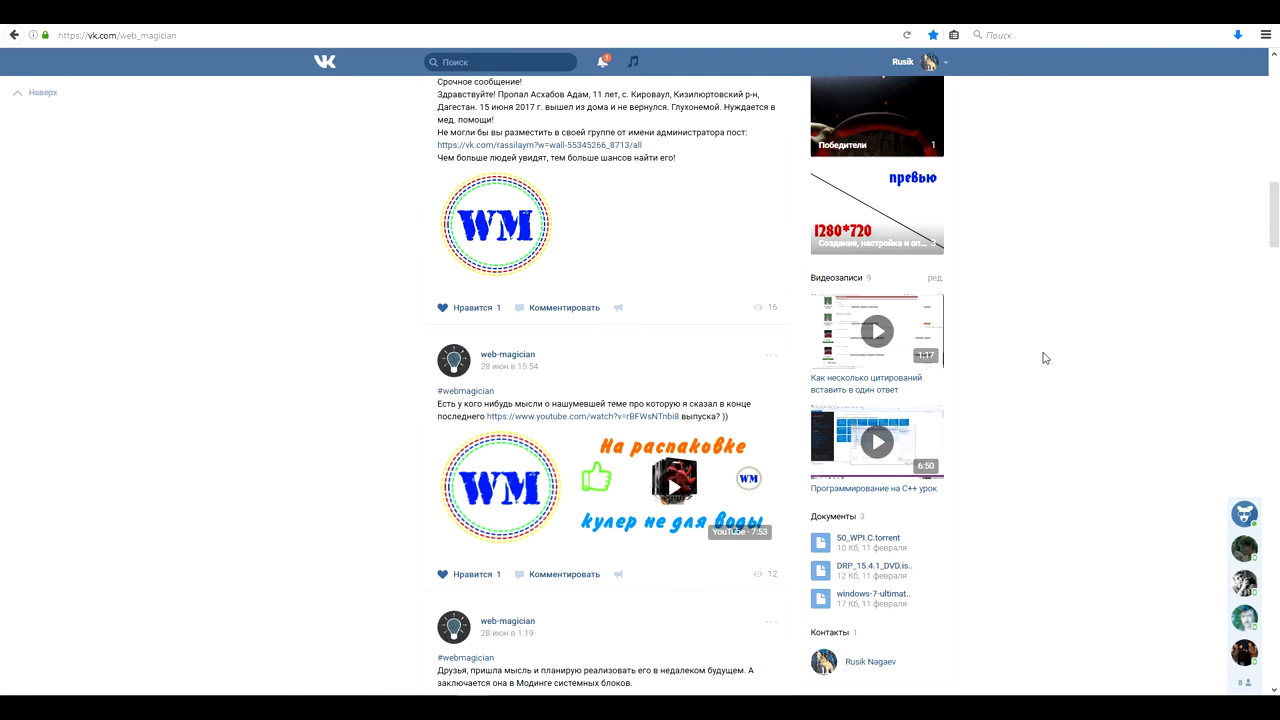 https://vk.com/web_magician
Поиск
Поиск
1
Rusik
Наверх
Срочное сообщение!
Здравствуйте! Пропал Асхабов Адам, 11 лет, с. Кироваул, Кизилюртовский р-н,
Дагестан. 15 июня 2017 г. вышел из дома и не вернулся. Глухонемой. Нуждается в
мед. помощи!
Не могли бы вы разместить в своей группе от имени администратора пост:
https://vk.com/rassilaym?w=wall-55345266_8713/all
Чем больше людей увидят, тем больше шансов найти его!
WM
Нравится 1
Комментировать
16
web-magician
28 июн в 15:54
#webmagician
Есть у кого нибудь мысли о нашумевшей теме про которую я сказал в конце
последнего https://www.youtube.com/watch?v=rBFWsNTnbi8 выпуска? ))
WM
На распаковке
WM
кулер не для воды
YouTube · 7:53
Нравится 1
Комментировать
12
web-magician
28 июн в 1:19
#webmagician
Друзья, пришла мысль и планирую реализовать его в недалеком будущем. А
заключается она в Модинге системных блоков.
Победители 1
превью
1280*720
Создание, настройка и оп... 3
Видеозаписи 9
ред.
1:17
Как несколько цитирований
вставить в один ответ
6:50
Программирование на C++ урок
Документы 3
50_WPI.C.torrent
10 Кб, 11 февраля
DRP_15.4.1_DVD.is..
12 Кб, 11 февраля
windows-7-ultimat..
17 Кб, 11 февраля
Контакты 1
Rusik Nagaev
8